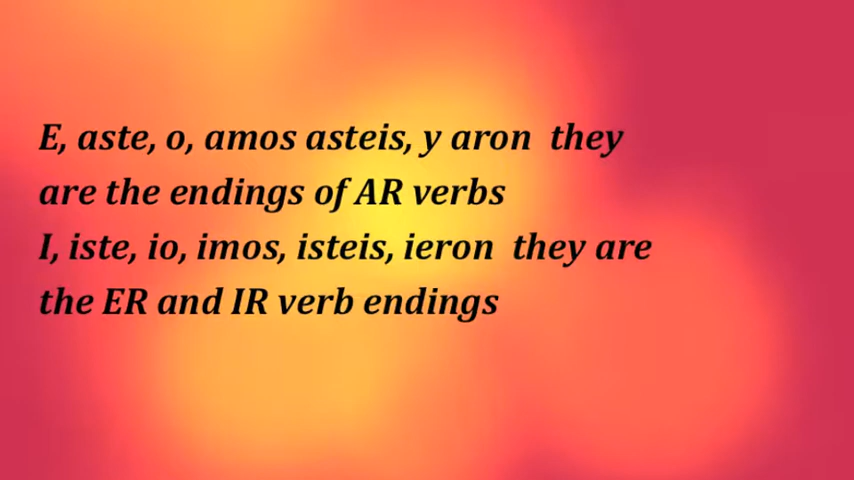 E, aste, o, amos asteis, y aron they
are the endings of AR verbs
I, iste, io, imos, isteis, ieron they are
the ER and IR verb endings